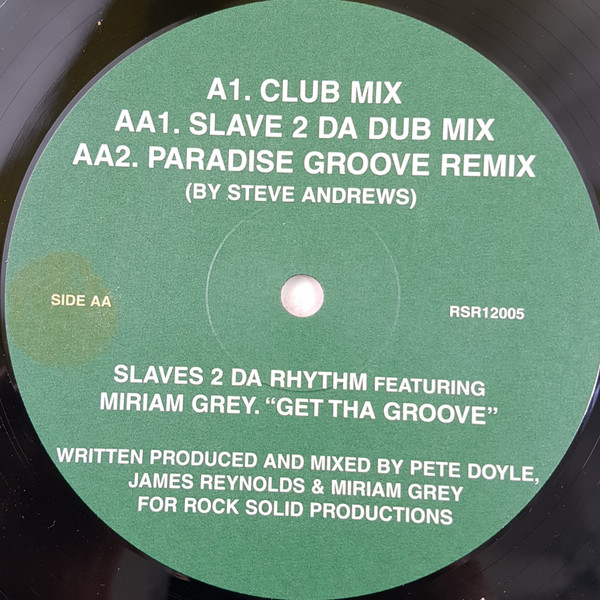 A1. CLUB MIX
AA1. SLAVE 2 DA DUB MIX
AA2. PARADISE GROOVE REMIX
(BY STEVE ANDREWS)
SIDE AA
RSR12005
SLAVES 2 DA RHYTHM FEATURING
MIRIAM GREY. “GET THA GROOVE”
WRITTEN PRODUCED AND MIXED BY PETE DOYLE,
JAMES REYNOLDS & MIRIAM GREY
FOR ROCK SOLID PRODUCTIONS